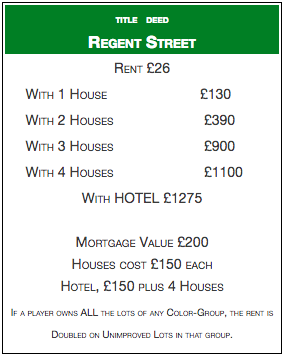 TITLE DEED
REGENT STREET
RENT £26
WITH 1 HOUSE £130
WITH 2 HOUSES £390
WITH 3 HOUSES £900
WITH 4 HOUSES £1100
WITH HOTEL £1275
MORTGAGE VALUE £200
HOUSES COST £150 EACH
HOTEL, £150 PLUS 4 HOUSES
IF A PLAYER OWNS ALL THE LOTS OF ANY COLOR-GROUP, THE RENT IS
DOUBLED ON UNIMPROVED LOTS IN THAT GROUP.